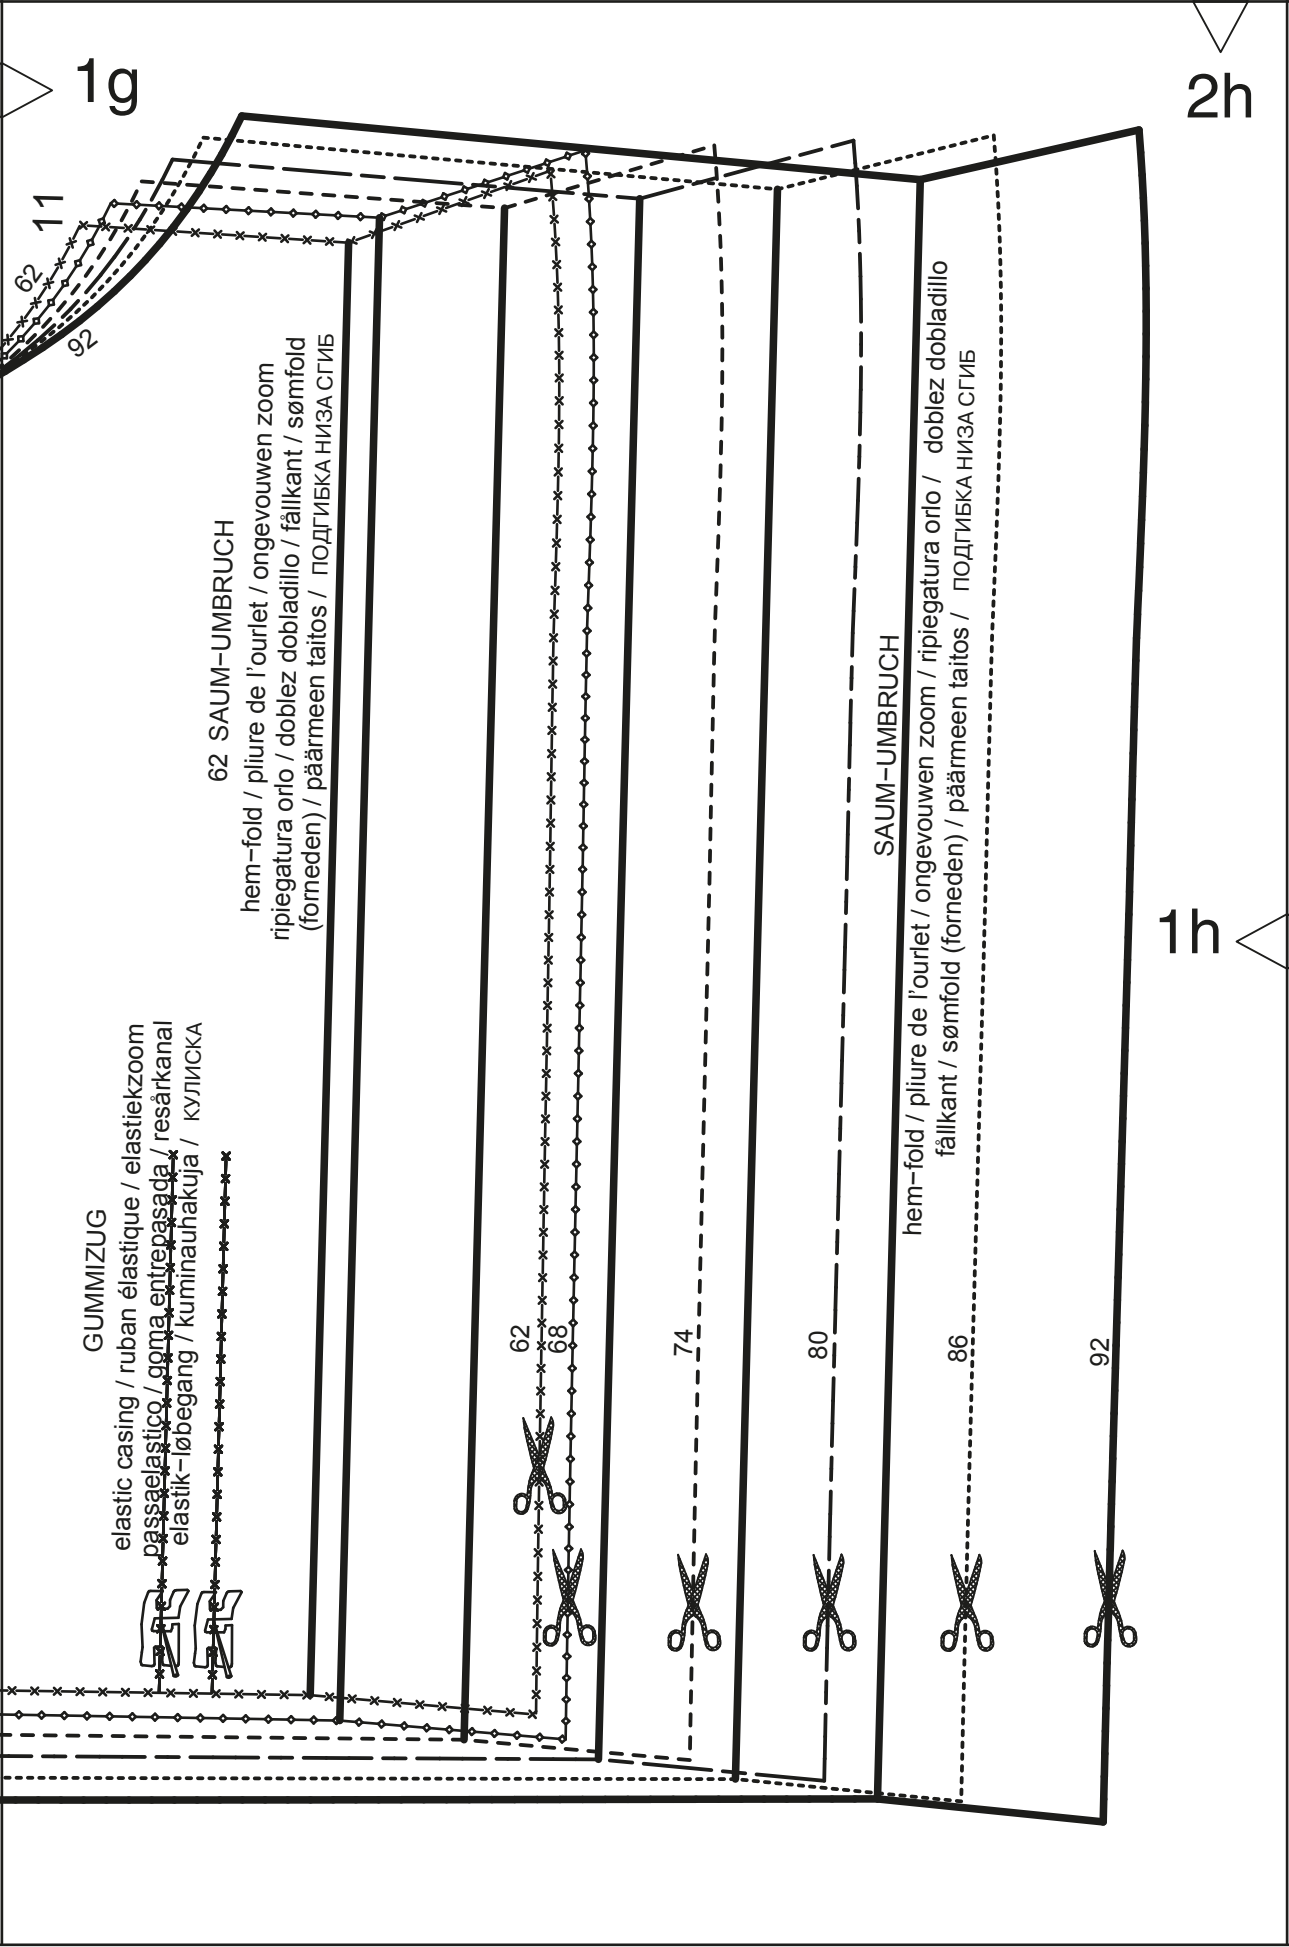 1g
2h
11
62
92
62 SAUM-UMBRUCH
hem-fold / pliure de l'ourlet / ongevouwen zoom
ripiegatura orlo / doblez dobladillo / fållkant / sømfold
(forneden) / päärmeen taitos / ПОДГИБКА НИЗА СГИБ
SAUM-UMBRUCH
hem-fold / pliure de l'ourlet / ongevouwen zoom / ripiegatura orlo / doblez dobladillo
fållkant / sømfold (forneden) / päärmeen taitos / ПОДГИБКА НИЗА СГИБ
1h
GUMMIZUG
elastic casing / ruban élastique / elastiekzoom
passaelastico / goma entrepasada / resårkanal
elastik-løbegang / kuminauhakuja / КУЛИСКА
62
68
74
80
86
92